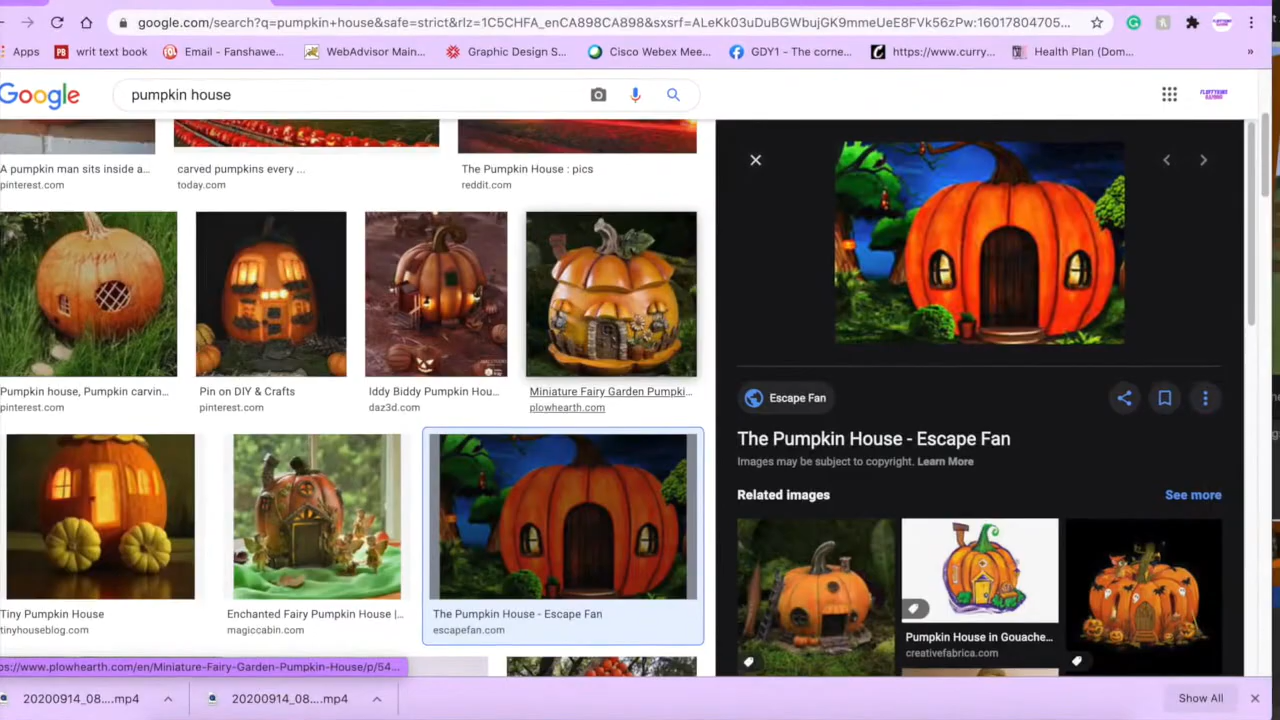 google.com/search?q=pumpkin+house&safe=strict&rlz=1C5CHFA_enCA898CA898&sxsrf=ALeKk03uDuBGWbujGK9mmeUeE8FVk56zPw:16017804705...
Apps
writ text book
Email - Fanshawe...
WebAdvisor Main...
Graphic Design S...
Cisco Webex Mee...
GDY1 - The corne...
https://www.curry...
Health Plan (Dom...
»
Google
pumpkin house
A pumpkin man sits inside a...
pinterest.com
carved pumpkins every ...
today.com
The Pumpkin House : pics
reddit.com
Pumpkin house, Pumpkin carvin...
pinterest.com
Pin on DIY & Crafts
pinterest.com
Iddy Biddy Pumpkin Hou...
daz3d.com
Miniature Fairy Garden Pumpki...
plowhearth.com
Tiny Pumpkin House
tinyhouseblog.com
Enchanted Fairy Pumpkin House |...
magiccabin.com
The Pumpkin House - Escape Fan
escapefan.com
Escape Fan
The Pumpkin House - Escape Fan
Images may be subject to copyright. Learn More
Related images
See more
Pumpkin House in Gouache...
creativefabrica.com
ps://www.plowhearth.com/en/Miniature-Fairy-Garden-Pumpkin-House/p/54...
20200914_08....mp4
20200914_08....mp4
Show All